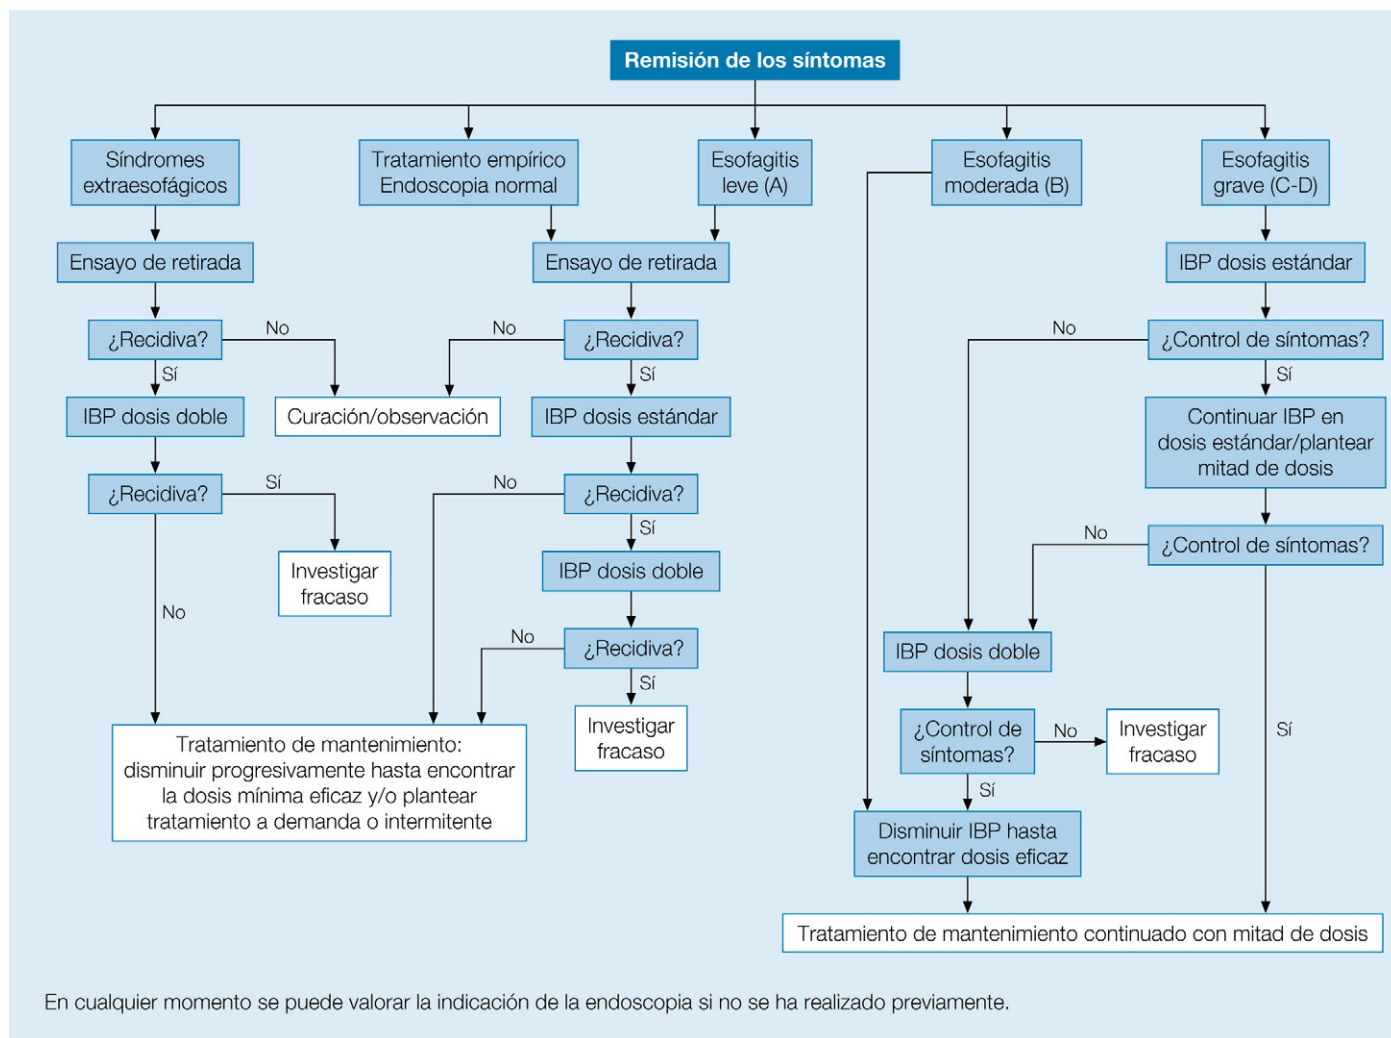 Remisión de los síntomas
Síndromes
extraesofágicos
Tratamiento empírico
Endoscopia normal
Esofagitis
leve (A)
Esofagitis
moderada (B)
Esofagitis
grave (C-D)
Ensayo de retirada
Ensayo de retirada
IBP dosis estándar
¿Recidiva?
No
No
¿Recidiva?
No
¿Control de síntomas?
Sí
Sí
Sí
IBP dosis doble
Curación/observación
IBP dosis estándar
Continuar IBP en
dosis estándar/plantear
mitad de dosis
¿Recidiva?
Sí
No
¿Recidiva?
Sí
No
¿Control de síntomas?
Investigar
fracaso
IBP dosis doble
No
No
¿Recidiva?
IBP dosis doble
Sí
Investigar
fracaso
¿Control de
síntomas?
No
Investigar
fracaso
Sí
Sí
Tratamiento de mantenimiento:
disminuir progresivamente hasta encontrar
la dosis mínima eficaz y/o plantear
tratamiento a demanda o intermitente
Disminuir IBP hasta
encontrar dosis eficaz
Tratamiento de mantenimiento continuado con mitad de dosis
En cualquier momento se puede valorar la indicación de la endoscopia si no se ha realizado previamente.